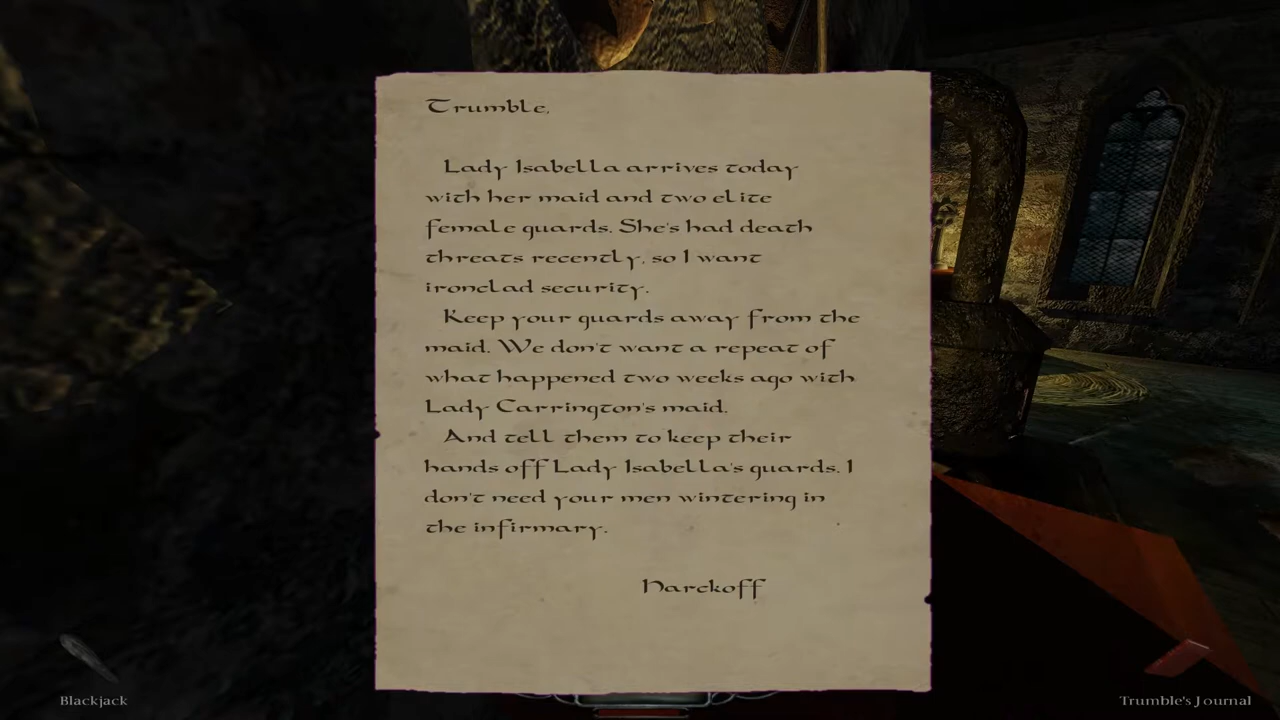 Trumble,
Lady Isabella arrives today
with her maid and two elite
female guards. She's had death
threats recently, so I want
ironclad security.
Keep your guards away from the
maid. We don't want a repeat of
what happened two weeks ago with
Lady Carrington's maid.
And tell them to keep their
hands off Lady Isabella's guards. I
don't need your men wintering in
the infirmary.
Harckoff
Blackjack
Trumble's Journal